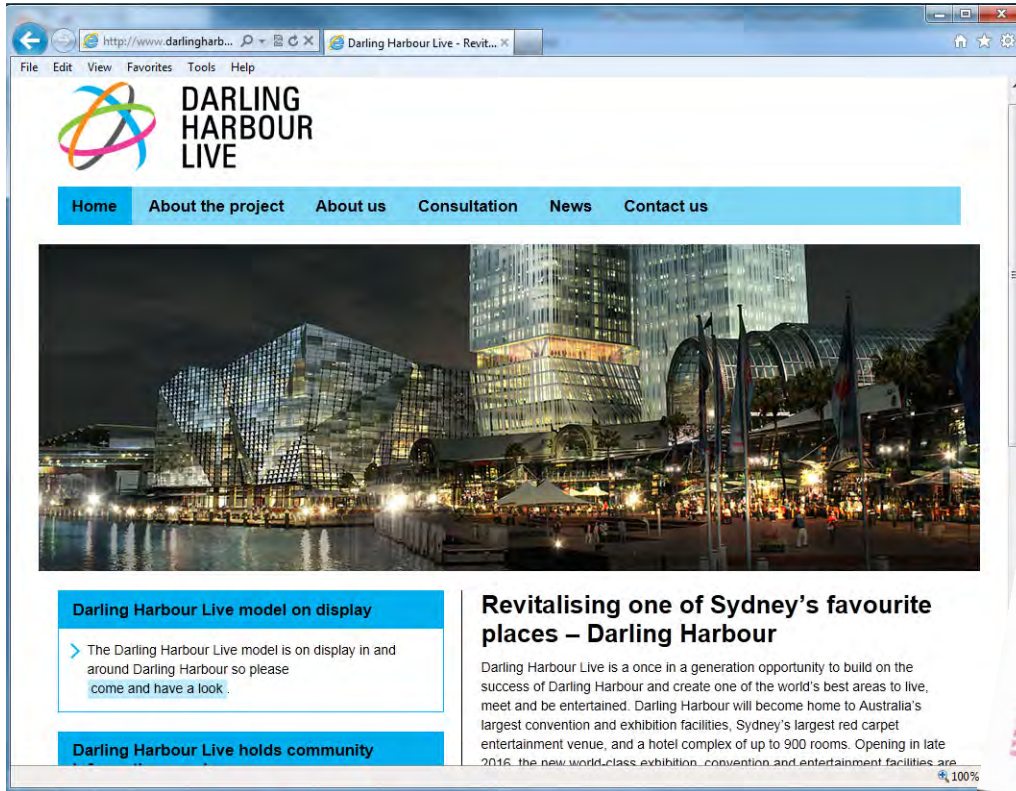 http://www.darlingharb...
Darling Harbour Live - Revit...
File Edit View Favorites Tools Help
DARLING
HARBOUR
LIVE
Home About the project About us Consultation News Contact us
Darling Harbour Live model on display
The Darling Harbour Live model is on display in and
around Darling Harbour so please
come and have a look.
Darling Harbour Live holds community
Revitalising one of Sydney's favourite
places – Darling Harbour
Darling Harbour Live is a once in a generation opportunity to build on the
success of Darling Harbour and create one of the world's best areas to live,
meet and be entertained. Darling Harbour will become home to Australia's
largest convention and exhibition facilities, Sydney's largest red carpet
entertainment venue, and a hotel complex of up to 900 rooms. Opening in late
2016, the new world-class exhibition, convention and entertainment facilities are
100%